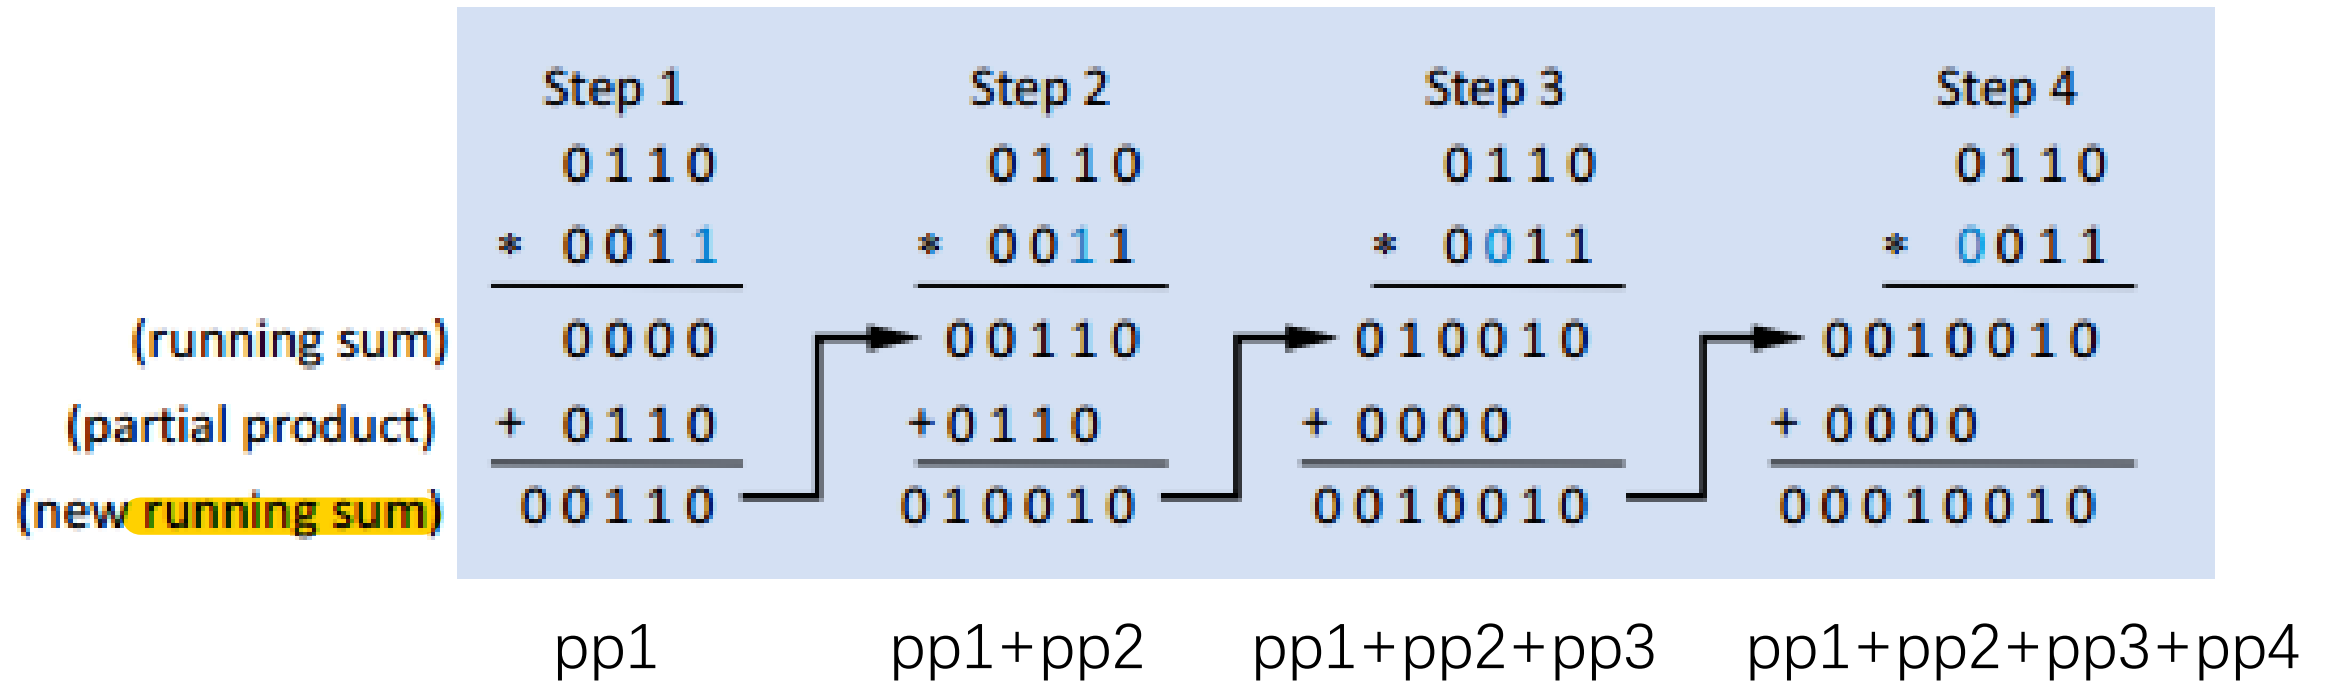 Step 1 Step 2 Step 3 Step 4
0110 0110 0110 0110
* 0011 * 0011 * 0011 * 0011
(running sum) 0000 00110 010010 0010010
(partial product) + 0110 +0110 + 0000 + 0000
(new running sum) 00110 010010 0010010 00010010
pp1 pp1+pp2 pp1+pp2+pp3 pp1+pp2+pp3+pp4